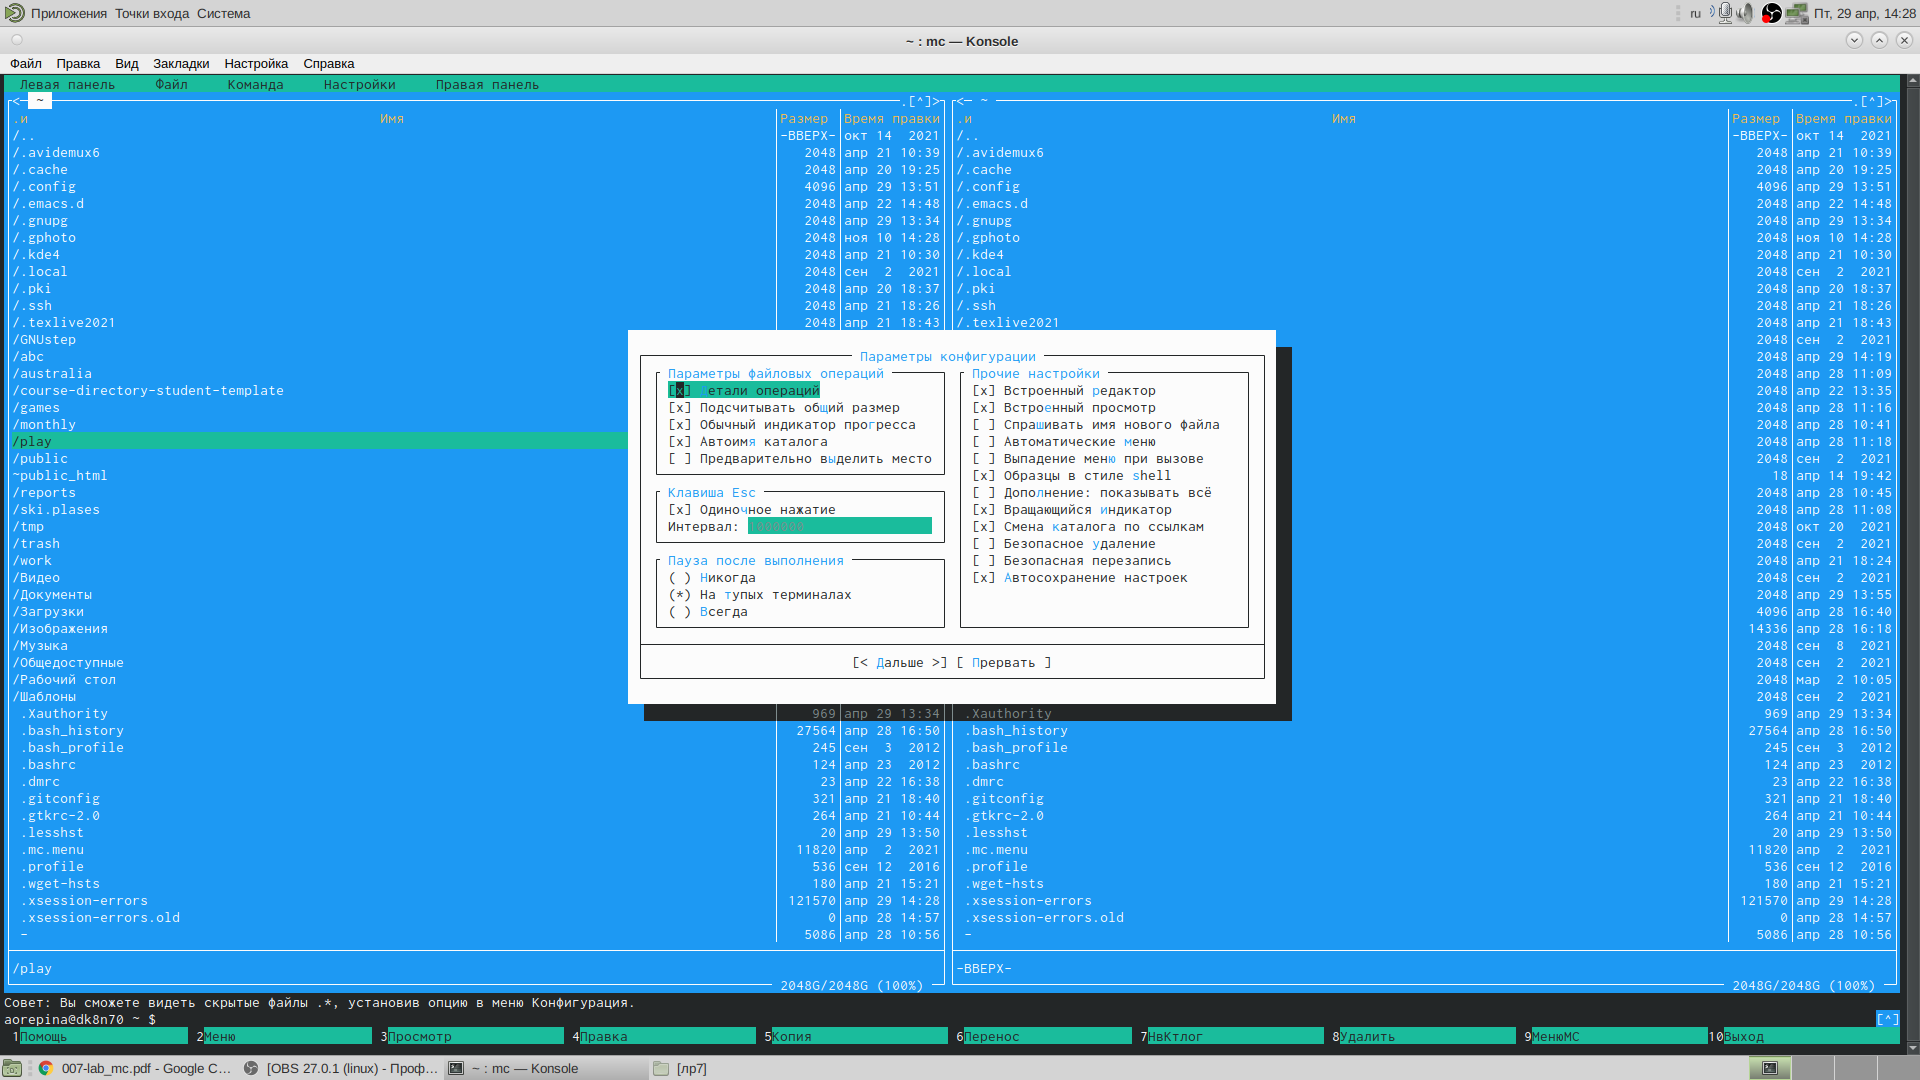 Приложения Точки входа Система
ru Пт, 29 апр, 14:28
~ : mc — Konsole
Файл Правка Вид Закладки Настройка Справка
Левая панель Файл Команда Настройки Правая панель
<─ ~ .[^]> <─ ~ .[^]>
.и Имя Размер Время правки .и Имя Размер Время правки
/.. -ВВЕРХ- окт 14 2021 /.. -ВВЕРХ- окт 14 2021
/.avidemux6 2048 апр 21 10:39 /.avidemux6 2048 апр 21 10:39
/.cache 2048 апр 20 19:25 /.cache 2048 апр 20 19:25
/.config 4096 апр 29 13:51 /.config 4096 апр 29 13:51
/.emacs.d 2048 апр 22 14:48 /.emacs.d 2048 апр 22 14:48
/.gnupg 2048 апр 29 13:34 /.gnupg 2048 апр 29 13:34
/.gphoto 2048 ноя 10 14:28 /.gphoto 2048 ноя 10 14:28
/.kde4 2048 апр 21 10:30 /.kde4 2048 апр 21 10:30
/.local 2048 сен 2 2021 /.local 2048 сен 2 2021
/.pki 2048 апр 20 18:37 /.pki 2048 апр 20 18:37
/.ssh 2048 апр 21 18:26 /.ssh 2048 апр 21 18:26
/.texlive2021 2048 апр 21 18:43 /.texlive2021 2048 апр 21 18:43
/GNUstep 2048 сен 2 2021
/abc 2048 апр 29 14:19
/australia 2048 апр 28 11:09
/course-directory-student-template 2048 апр 22 13:35
/games 2048 апр 28 11:16
/monthly 2048 апр 28 10:41
/play 2048 апр 28 11:18
/public 2048 сен 2 2021
~public_html 18 апр 14 19:42
/reports 2048 апр 28 10:45
/ski.plases 2048 апр 28 11:08
/tmp 2048 окт 20 2021
/trash 2048 сен 2 2021
/work 2048 апр 21 18:24
/Видео 2048 сен 2 2021
/Документы 2048 апр 29 13:55
/Загрузки 4096 апр 28 16:40
/Изображения 14336 апр 28 16:18
/Музыка 2048 сен 8 2021
/Общедоступные 2048 сен 2 2021
/Рабочий стол 2048 мар 2 10:05
/Шаблоны 2048 сен 2 2021
Параметры конфигурации
Параметры файловых операций
[x] Детали операций
[x] Подсчитывать общий размер
[x] Обычный индикатор прогресса
[x] Автоимя каталога
[ ] Предварительно выделить место
Клавиша Esc
[x] Одиночное нажатие
Интервал: 1000000
Пауза после выполнения
( ) Никогда
(*) На тупых терминалах
( ) Всегда
Прочие настройки
[x] Встроенный редактор
[x] Встроенный просмотр
[ ] Спрашивать имя нового файла
[ ] Автоматические меню
[ ] Выпадение меню при вызове
[x] Образцы в стиле shell
[ ] Дополнение: показывать всё
[x] Вращающийся индикатор
[x] Смена каталога по ссылкам
[ ] Безопасное удаление
[ ] Безопасная перезапись
[x] Автосохранение настроек
[< Дальше >] [ Прервать ]
.Xauthority 969 апр 29 13:34 .Xauthority 969 апр 29 13:34
.bash_history 27564 апр 28 16:50 .bash_history 27564 апр 28 16:50
.bash_profile 245 сен 3 2012 .bash_profile 245 сен 3 2012
.bashrc 124 апр 23 2012 .bashrc 124 апр 23 2012
.dmrc 23 апр 22 16:38 .dmrc 23 апр 22 16:38
.gitconfig 321 апр 21 18:40 .gitconfig 321 апр 21 18:40
.gtkrc-2.0 264 апр 21 10:44 .gtkrc-2.0 264 апр 21 10:44
.lesshst 20 апр 29 13:50 .lesshst 20 апр 29 13:50
.mc.menu 11820 апр 2 2021 .mc.menu 11820 апр 2 2021
.profile 536 сен 12 2016 .profile 536 сен 12 2016
.wget-hsts 180 апр 21 15:21 .wget-hsts 180 апр 21 15:21
.xsession-errors 121570 апр 29 14:28 .xsession-errors 121570 апр 29 14:28
.xsession-errors.old 0 апр 28 14:57 .xsession-errors.old 0 апр 28 14:57
- 5086 апр 28 10:56 - 5086 апр 28 10:56
/play -ВВЕРХ-
2048G/2048G (100%) 2048G/2048G (100%)
Совет: Вы сможете видеть скрытые файлы .*, установив опцию в меню Конфигурация.
aorepina@dk8n70 ~ $ [^]
1Помощь 2Меню 3Просмотр 4Правка 5Копия 6Перенос 7НвКтлог 8Удалить 9МенюМС 10Выход
007-lab_mc.pdf - Google C... [OBS 27.0.1 (linux) - Проф... ~ : mc — Konsole [лр7]